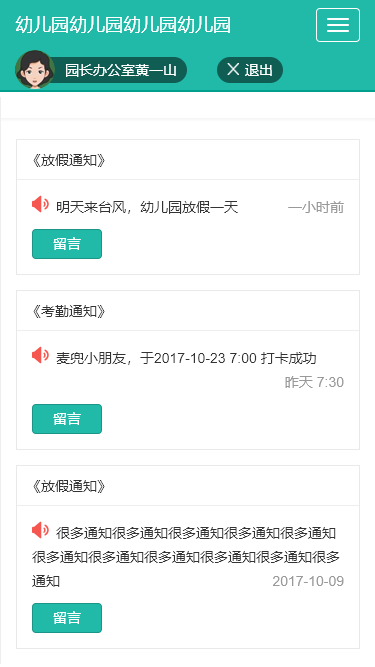 幼儿园幼儿园幼儿园幼儿园
园长办公室黄一山
退出
《放假通知》
明天来台风，幼儿园放假一天 一小时前
留言
《考勤通知》
麦兜小朋友，于2017-10-23 7:00 打卡成功
昨天 7:30
留言
《放假通知》
很多通知很多通知很多通知很多通知很多通知
很多通知很多通知很多通知很多通知很多通知很多
通知 2017-10-09
留言